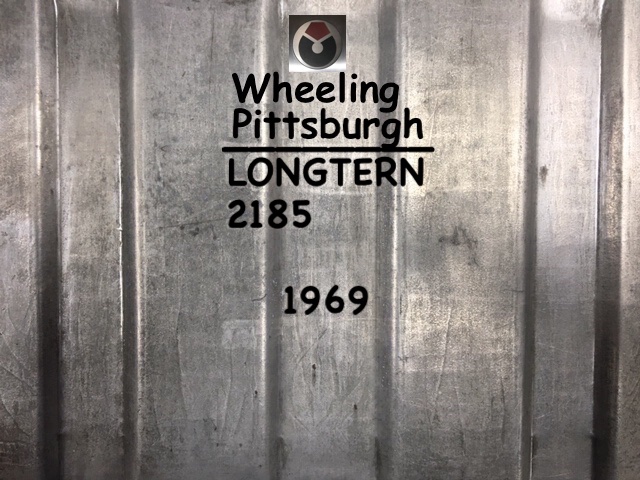 Wheeling
Pittsburgh
LONGTERN
2185
1969